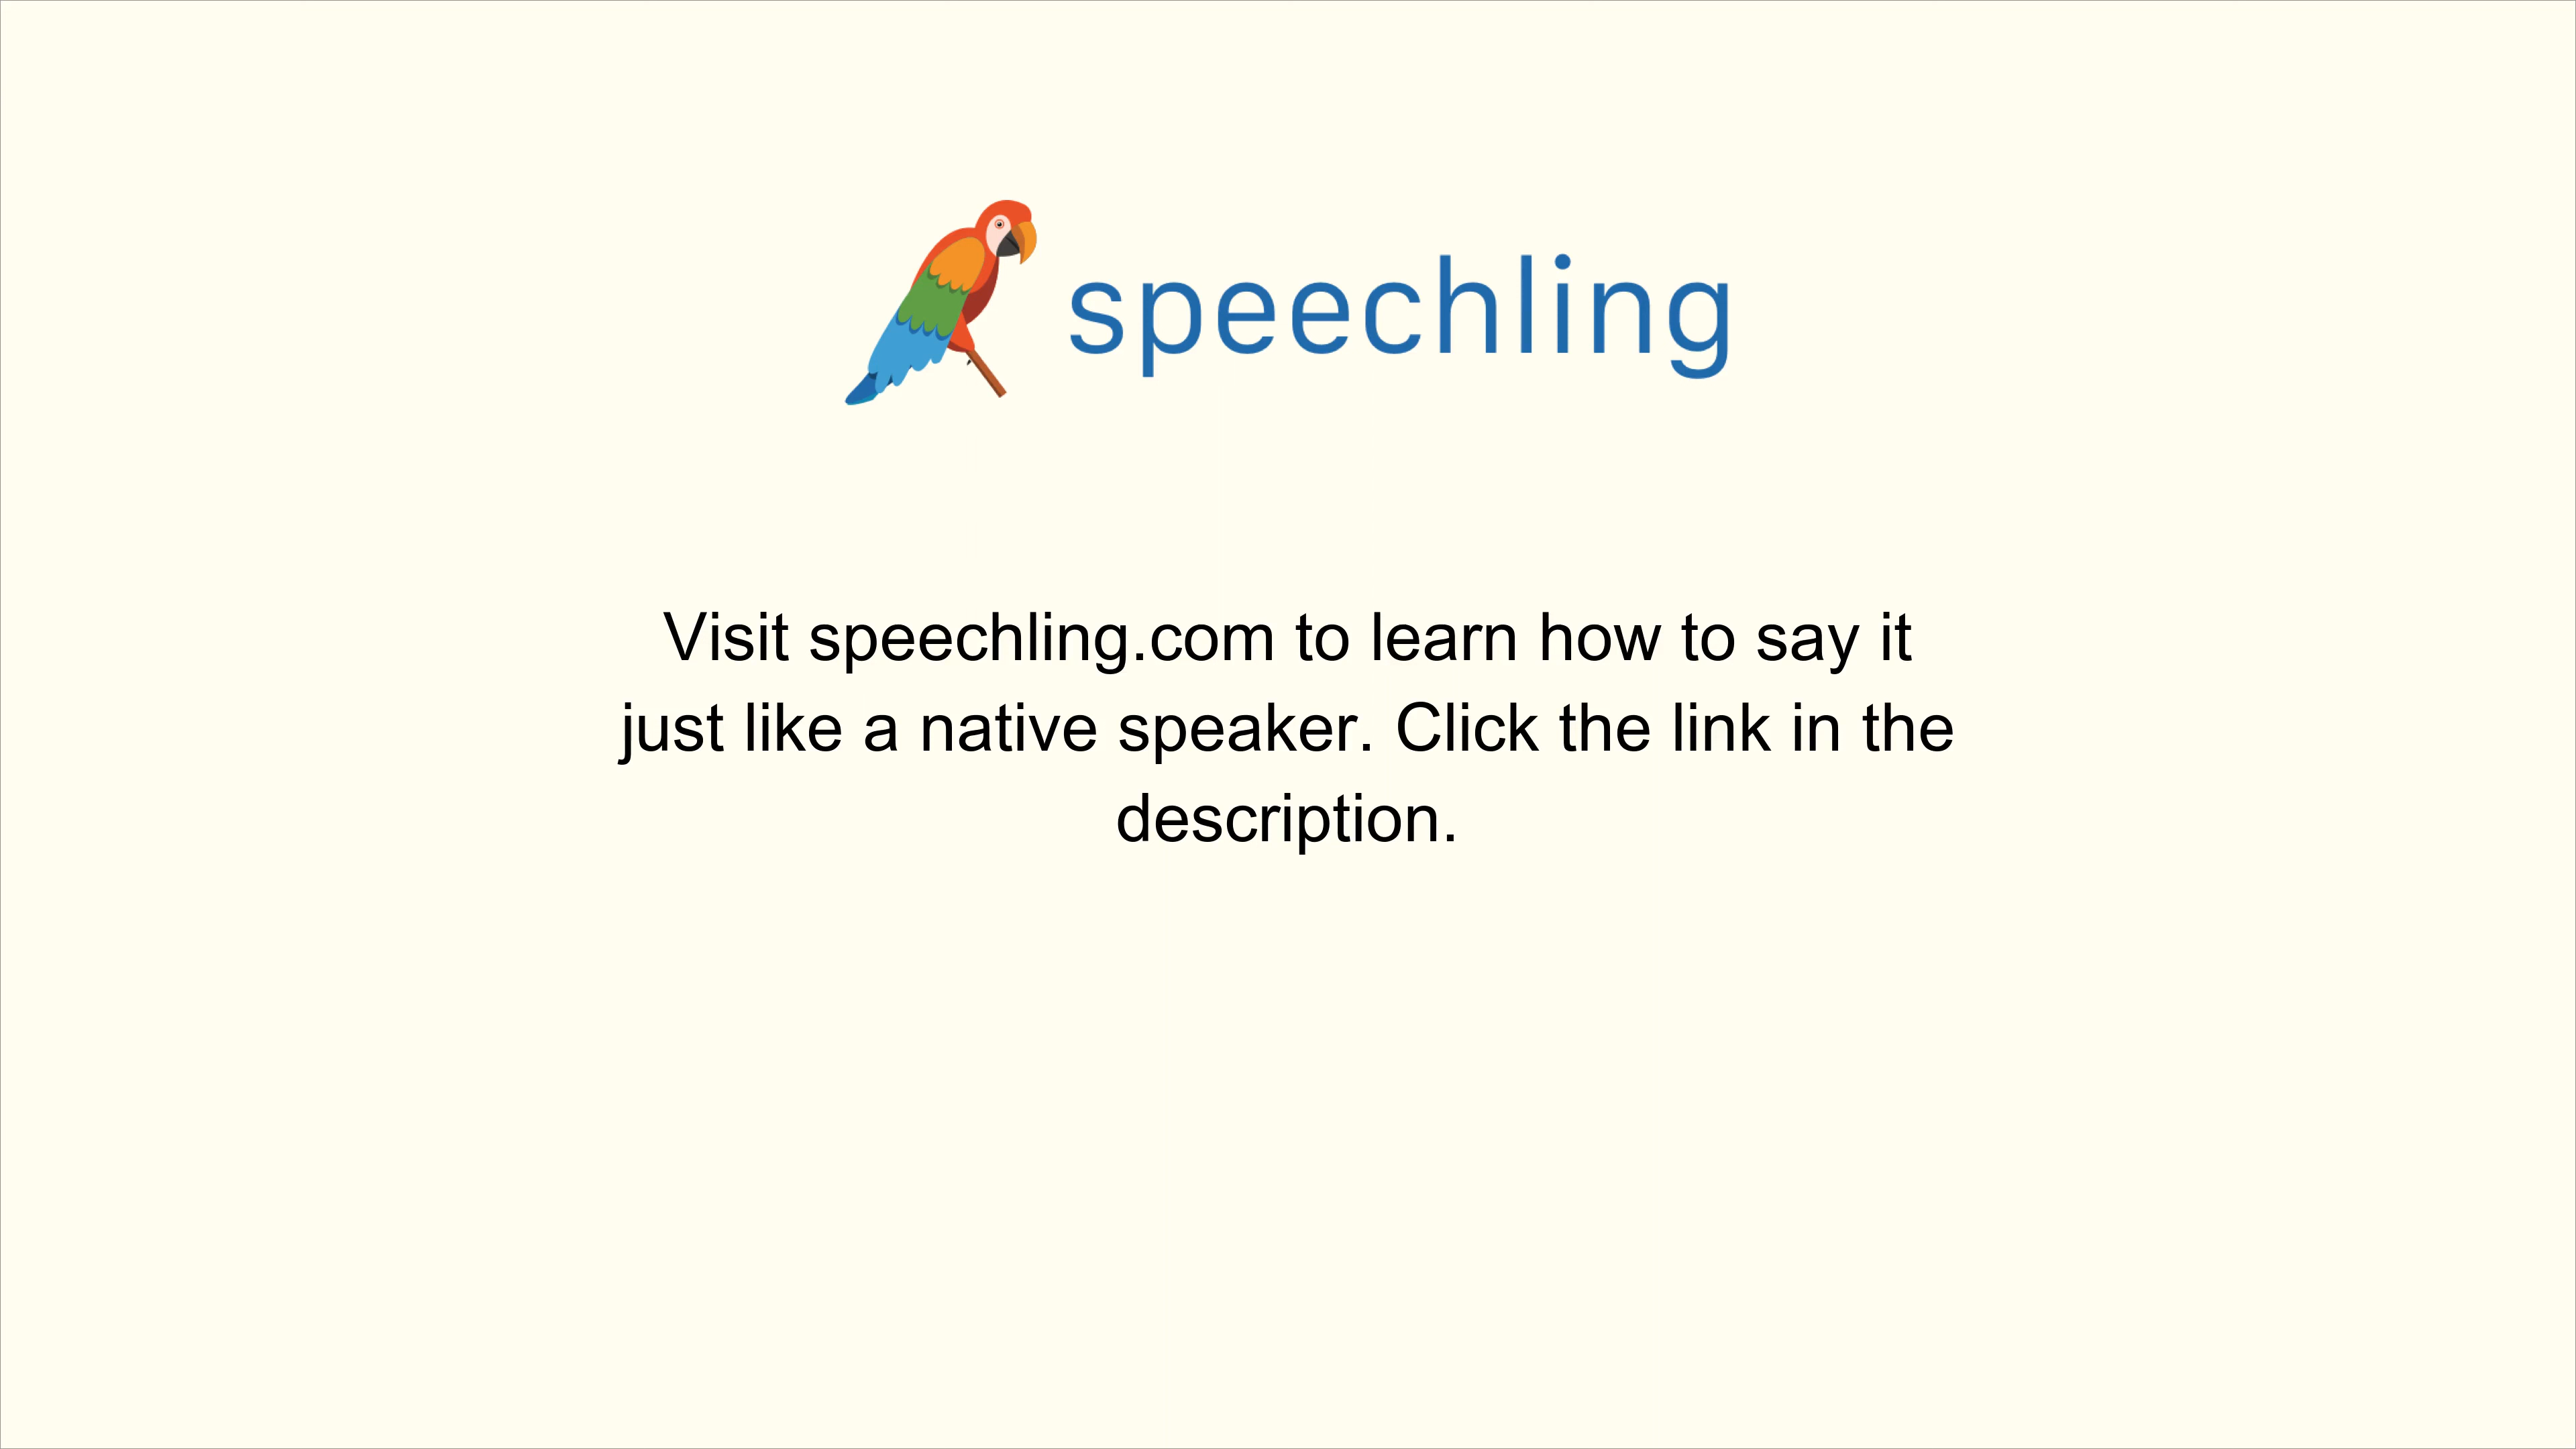 speechling
Visit speechling.com to learn how to say it
just like a native speaker. Click the link in the
description.